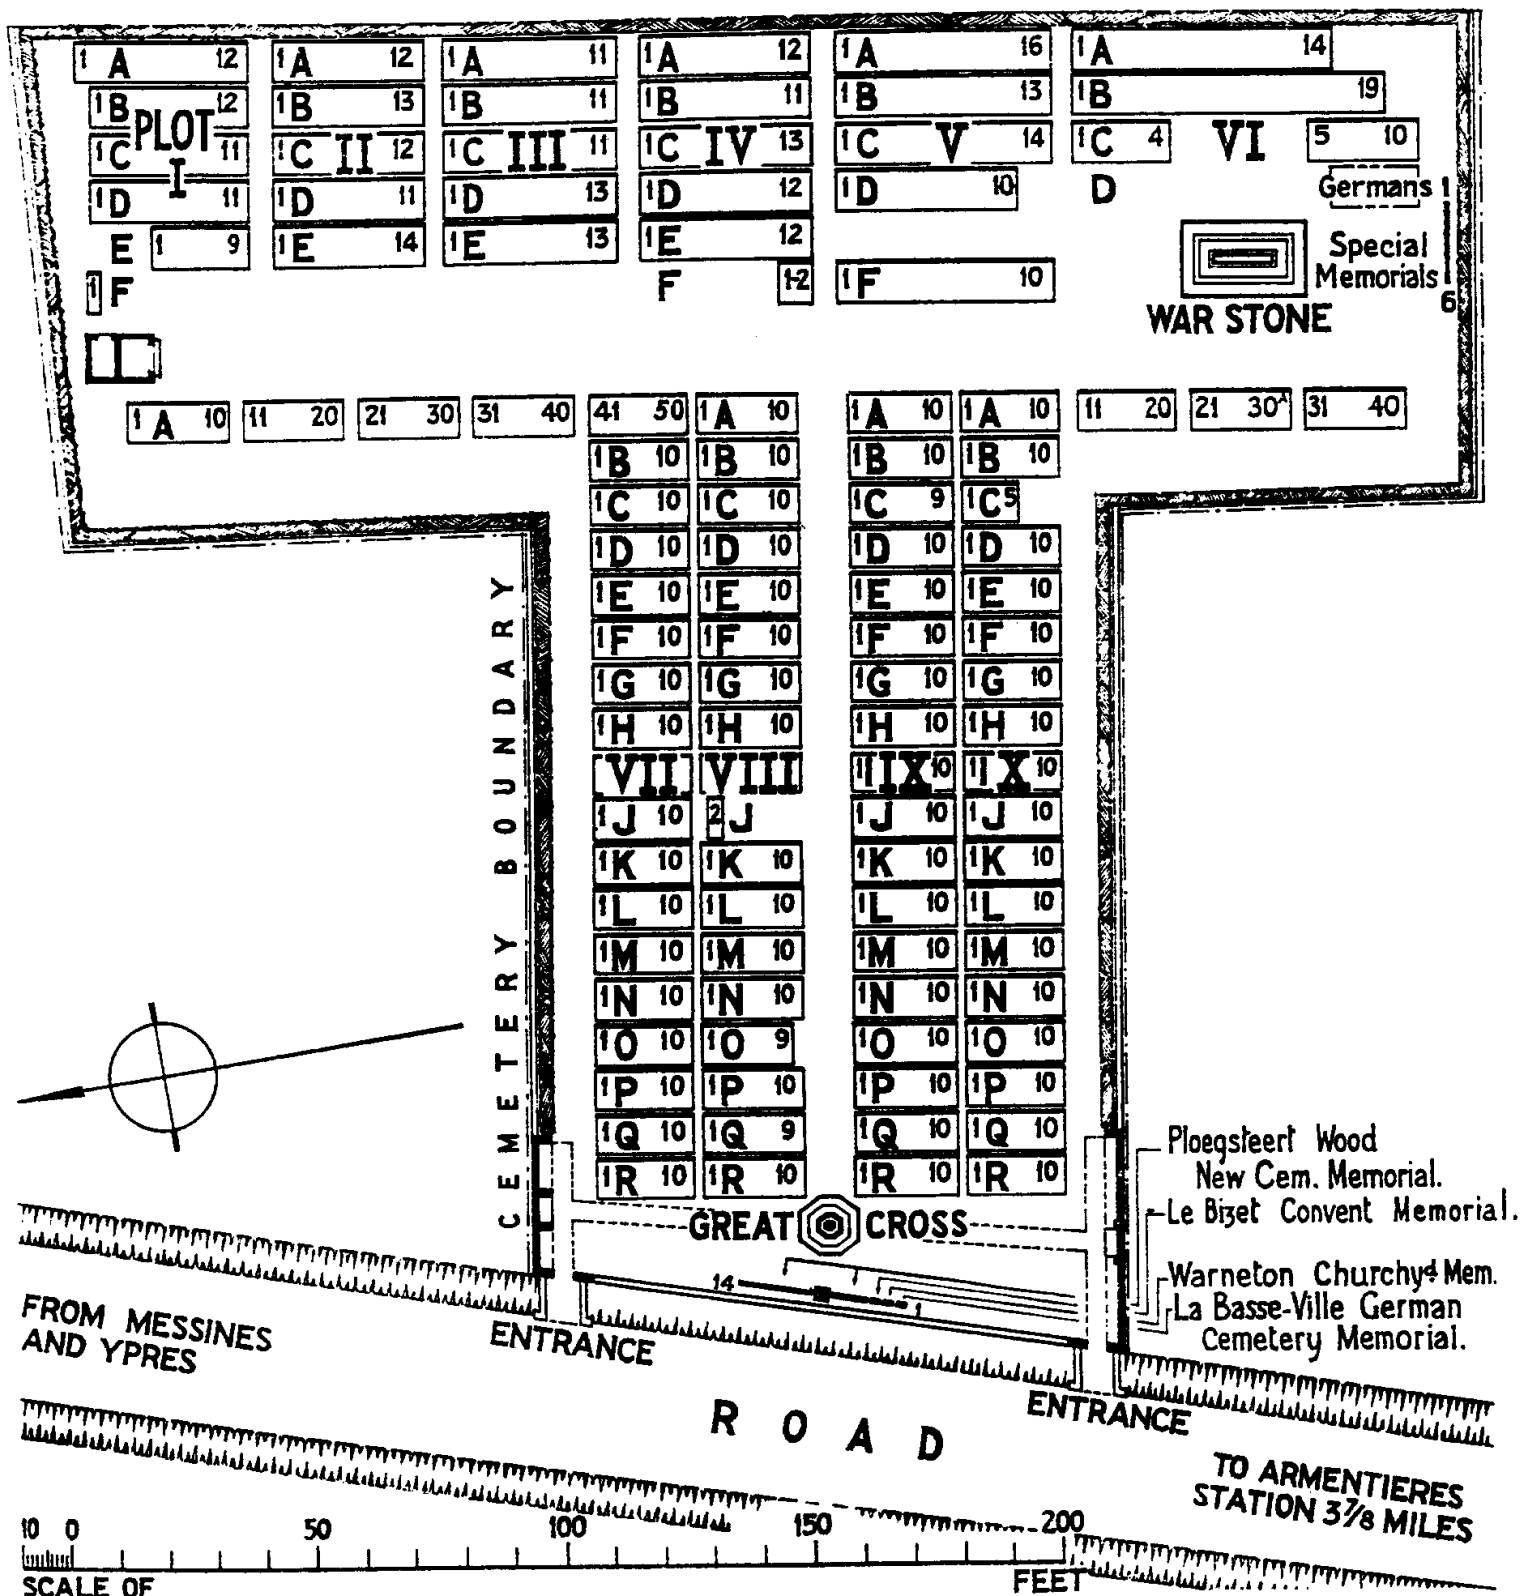 1 A 12 1 A 12 1 A 11 1 A 12 1 A 16 1 A 14
1 B 12 1 B 13 1 B 11 1 B 11 1 B 13 1 B 19
PLOT
1 C 11 1 C II 12 1 C III 11 1 C IV 13 1 C V 14 1 C 4 VI 5 10
I
1 D 11 1 D 11 1 D 13 1 D 12 1 D 10 D Germans 1
E 1 9 1 E 14 1 E 13 1 E 12 Special
1 F F 1-2 1 F 10 Memorials
6
WAR STONE
1 A 10 11 20 21 30 31 40 41 50 1 A 10 1 A 10 1 A 10 11 20 21 30A 31 40
1 B 10 1 B 10 1 B 10 1 B 10
1 C 10 1 C 10 1 C 9 1 C 5
1 D 10 1 D 10 1 D 10 1 D 10
1 E 10 1 E 10 1 E 10 1 E 10
1 F 10 1 F 10 1 F 10 1 F 10
1 G 10 1 G 10 1 G 10 1 G 10
1 H 10 1 H 10 1 H 10 1 H 10
VII VIII 1 IX 10 1 X 10
1 J 10 2 J 1 J 10 1 J 10
1 K 10 1 K 10 1 K 10 1 K 10
1 L 10 1 L 10 1 L 10 1 L 10
1 M 10 1 M 10 1 M 10 1 M 10
1 N 10 1 N 10 1 N 10 1 N 10
1 O 10 1 O 9 1 O 10 1 O 10
1 P 10 1 P 10 1 P 10 1 P 10
1 Q 10 1 Q 9 1 Q 10 1 Q 10
1 R 10 1 R 10 1 R 10 1 R 10
CEMETERY BOUNDARY
GREAT CROSS
14 1
Ploegsteert Wood
New Cem. Memorial.
Le Bizet Convent Memorial.
Warneton Churchyd Mem.
La Basse-Ville German
Cemetery Memorial.
FROM MESSINES
AND YPRES
ENTRANCE
ENTRANCE
ROAD
TO ARMENTIERES
STATION 3 7/8 MILES
10 0 50 100 150 200
SCALE OF FEET